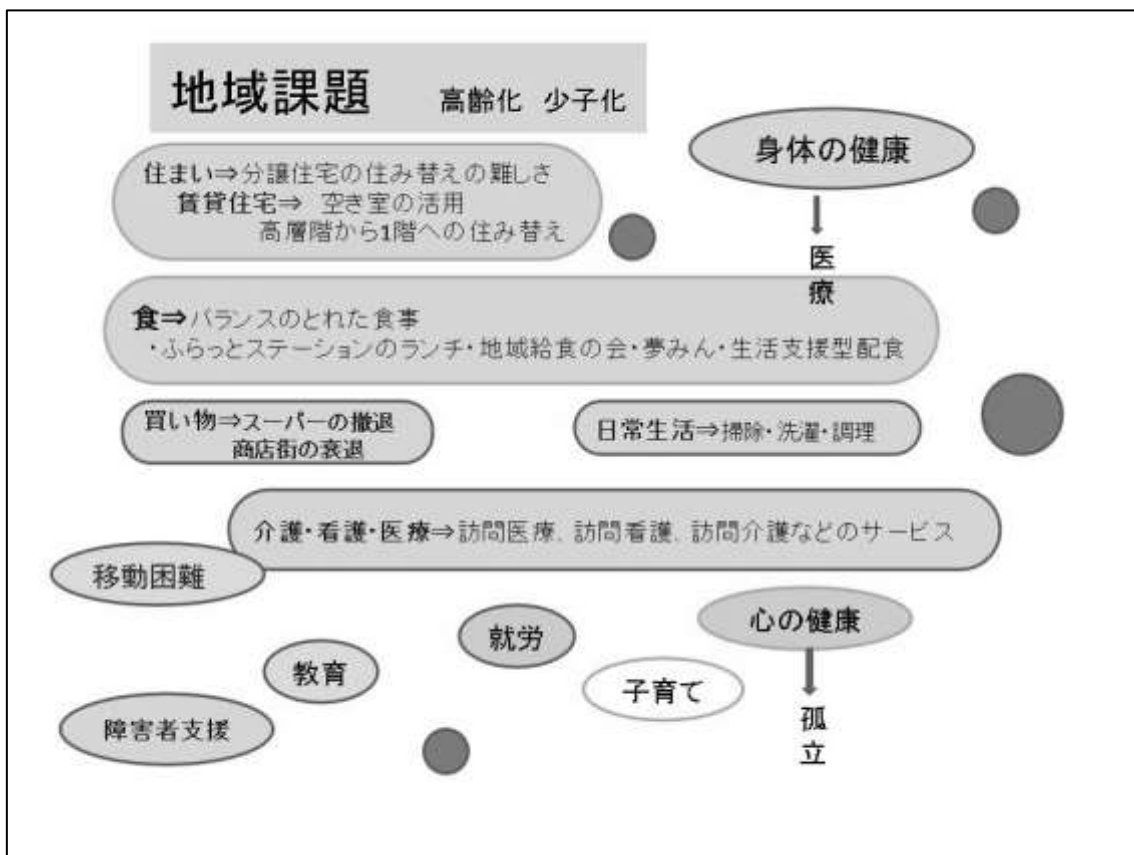 地域課題 高齢化 少子化
身体の健康
住まい⇒分譲住宅の住み替えの難しさ
賃貸住宅⇒ 空き室の活用
高層階から1階への住み替え
医療
食⇒バランスのとれた食事
・ふらっとステーションのランチ・地域給食の会・夢みん・生活支援型配食
買い物⇒スーパーの撤退
商店街の衰退
日常生活⇒掃除・洗濯・調理
介護・看護・医療⇒訪問医療、訪問看護、訪問介護などのサービス
移動困難
就労
心の健康
教育
子育て
障害者支援
孤立